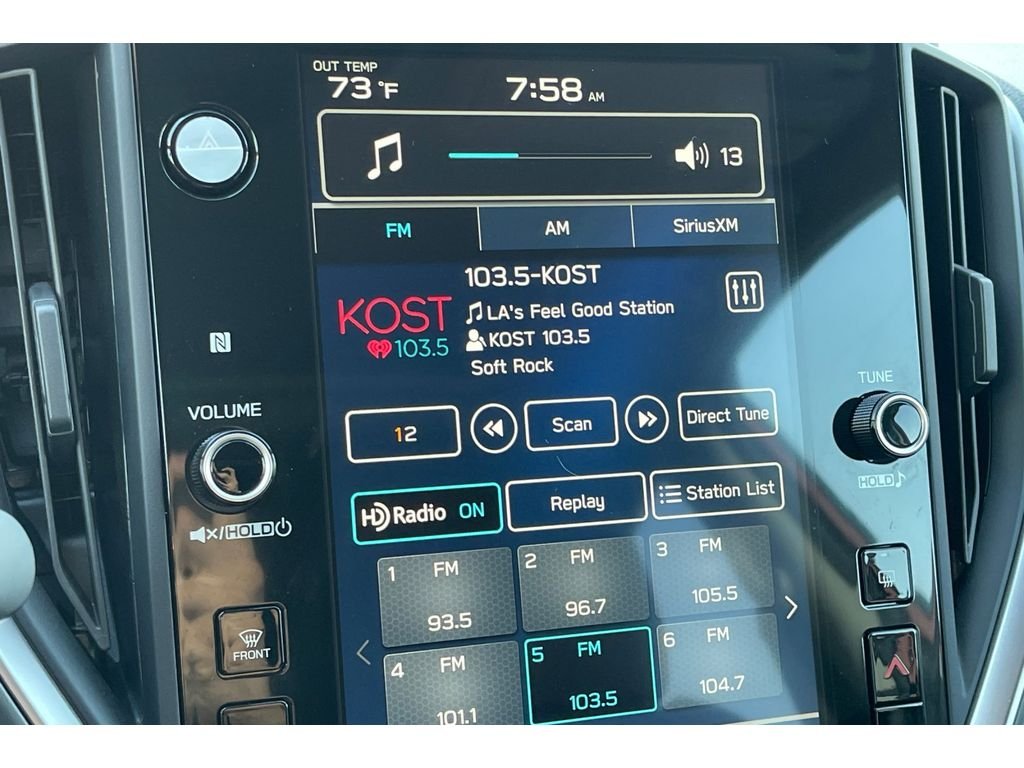 OUT TEMP
73 °F
7:58 AM
13
FM
AM
SiriusXM
103.5-KOST
KOST
103.5
LA's Feel Good Station
KOST 103.5
Soft Rock
12
Scan
Direct Tune
HD Radio ON
Replay
Station List
1 FM
93.5
2 FM
96.7
3 FM
105.5
4 FM
101.1
5 FM
103.5
6 FM
104.7
N
VOLUME
/HOLD
FRONT
TUNE
HOLD